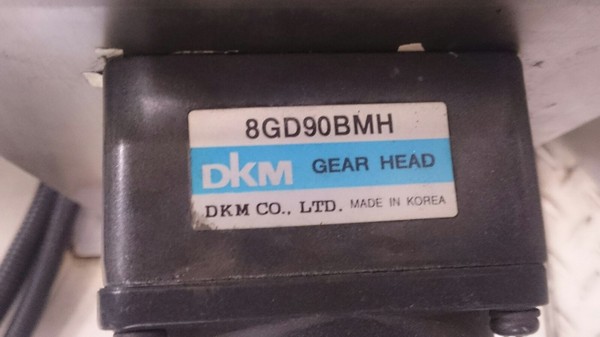 8GD90BMH
DKM GEAR HEAD
DKM CO., LTD. MADE IN KOREA